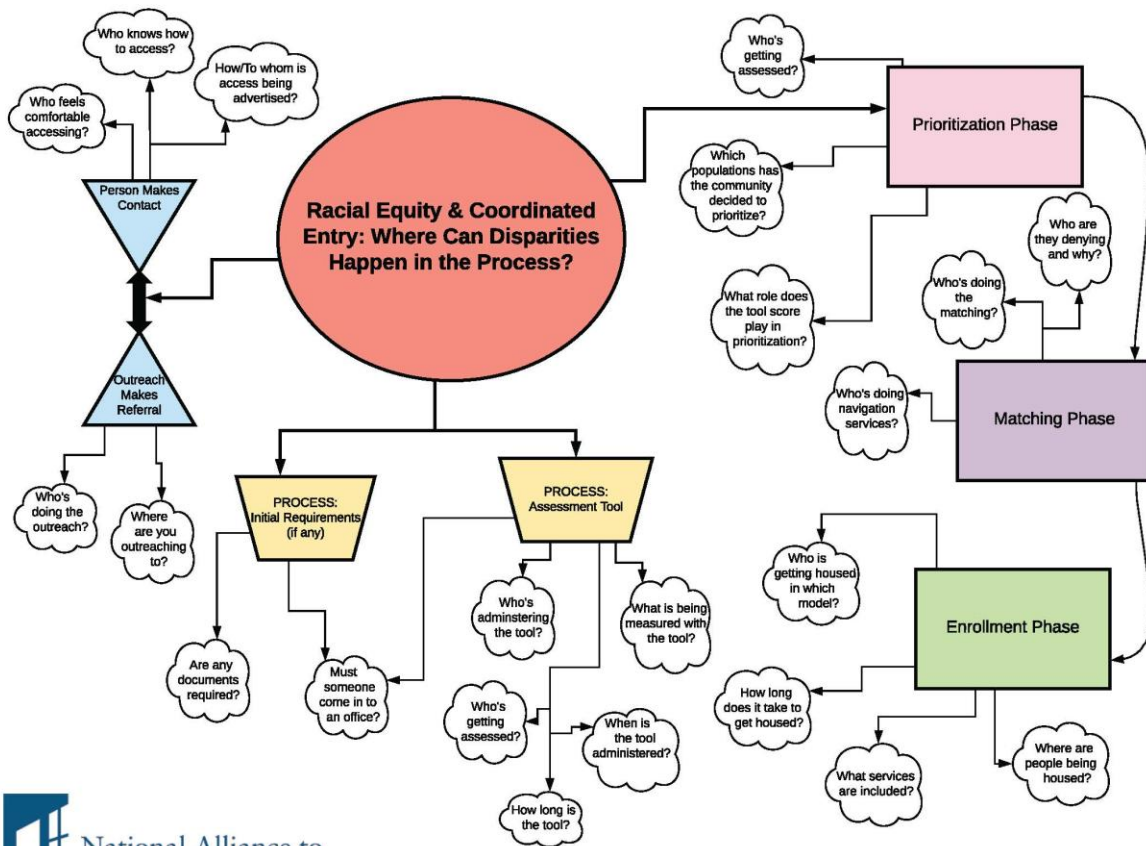 Who knows how
to access?
How/To whom is
access being
advertised?
Who feels
comfortable
accessing?
Person Makes
Contact
Outreach
Makes
Referral
Who's
doing the
outreach?
Where
are you
outreaching
to?
Racial Equity & Coordinated
Entry: Where Can Disparities
Happen in the Process?
PROCESS:
Initial Requirements
(if any)
Are any
documents
required?
Must
someone
come in to
an office?
PROCESS:
Assessment Tool
Who's
adminstering
the tool?
What is being
measured with
the tool?
Who's
getting
assessed?
When is
the tool
administered?
How long is
the tool?
Who's
getting
assessed?
Prioritization Phase
Which
populations has
the community
decided to
prioritize?
What role does
the tool score
play in
prioritization?
Who are
they denying
and why?
Who's doing
the
matching?
Who's doing
navigation
services?
Matching Phase
Who is
getting housed
in which
model?
Enrollment Phase
How long
does it take to
get housed?
What services
are included?
Where are
people being
housed?
National Alliance to